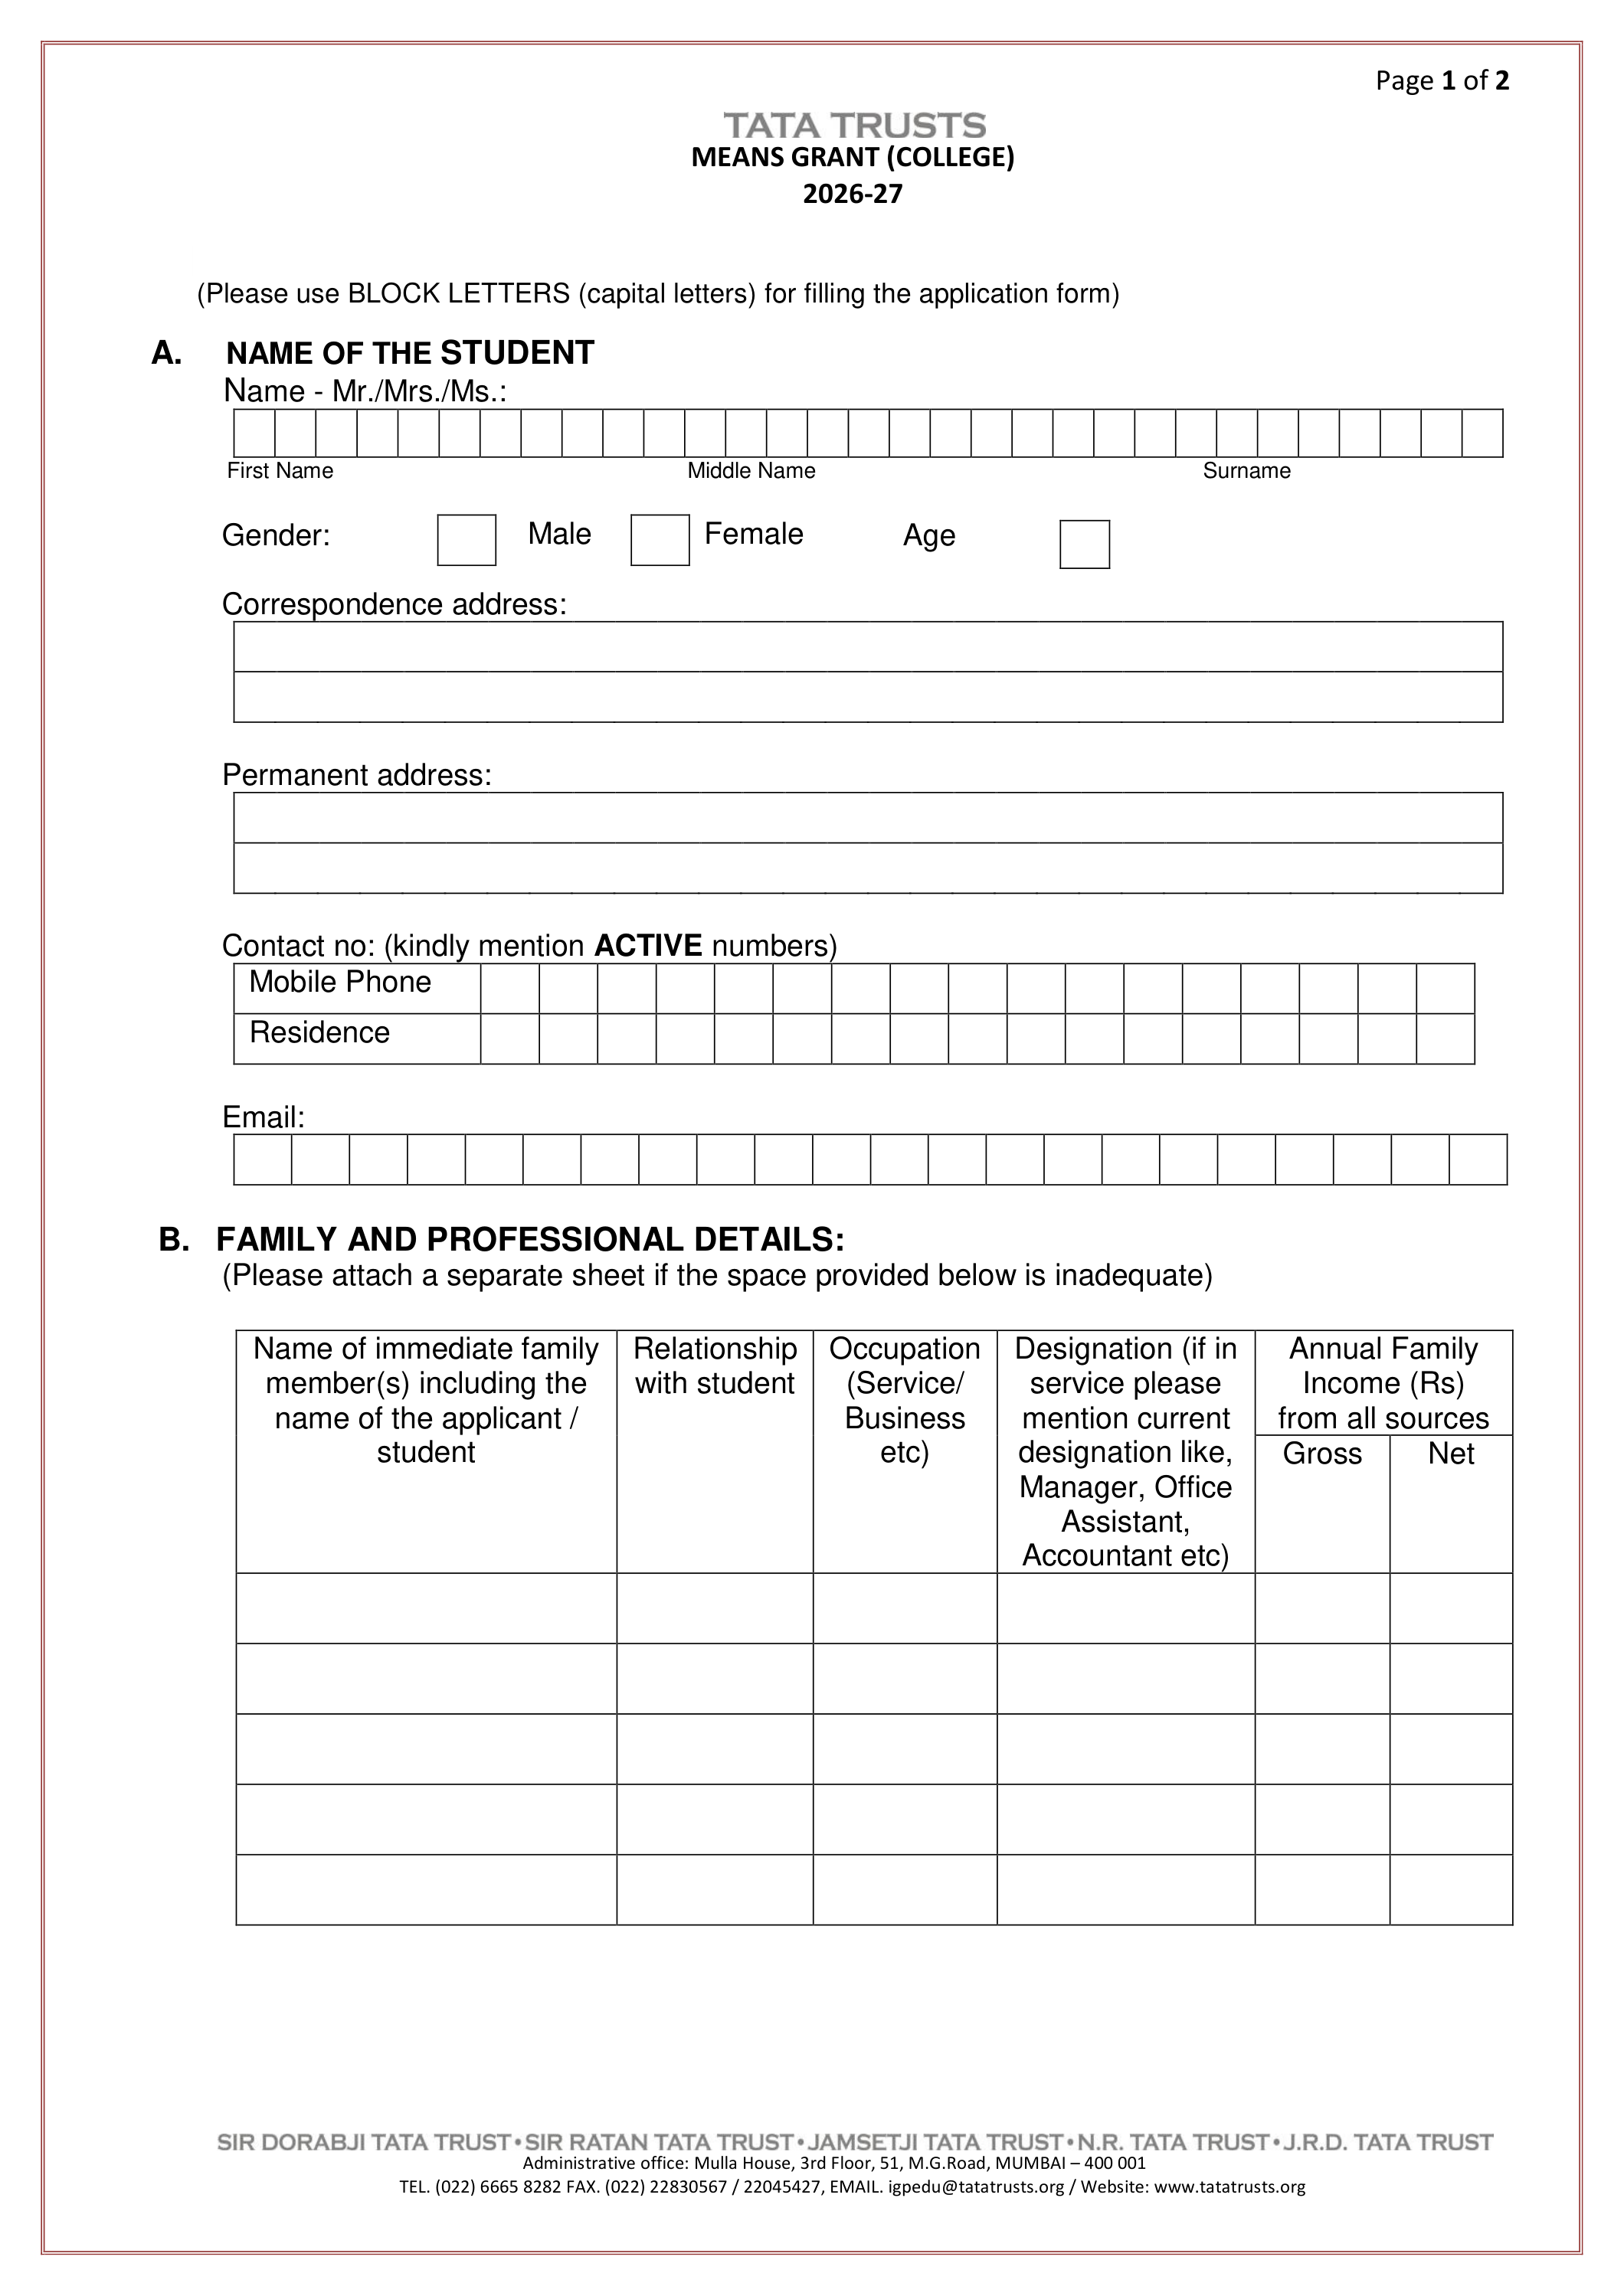 Page 1 of 2
TATA TRUSTS
MEANS GRANT (COLLEGE)
2026-27
(Please use BLOCK LETTERS (capital letters) for filling the application form)
A. NAME OF THE STUDENT
Name - Mr./Mrs./Ms.:
First Name Middle Name Surname
Gender: Male Female Age
Correspondence address:
Permanent address:
Contact no: (kindly mention ACTIVE numbers)
Mobile Phone
Residence
Email:
B. FAMILY AND PROFESSIONAL DETAILS:
(Please attach a separate sheet if the space provided below is inadequate)
Name of immediate family
member(s) including the
name of the applicant /
student
Relationship
with student
Occupation
(Service/
Business
etc)
Designation (if in
service please
mention current
designation like,
Manager, Office
Assistant,
Accountant etc)
Annual Family
Income (Rs)
from all sources
Gross Net
SIR DORABJI TATA TRUST•SIR RATAN TATA TRUST•JAMSETJI TATA TRUST•N.R. TATA TRUST•J.R.D. TATA TRUST
Administrative office: Mulla House, 3rd Floor, 51, M.G.Road, MUMBAI – 400 001
TEL. (022) 6665 8282 FAX. (022) 22830567 / 22045427, EMAIL. igpedu@tatatrusts.org / Website: www.tatatrusts.org